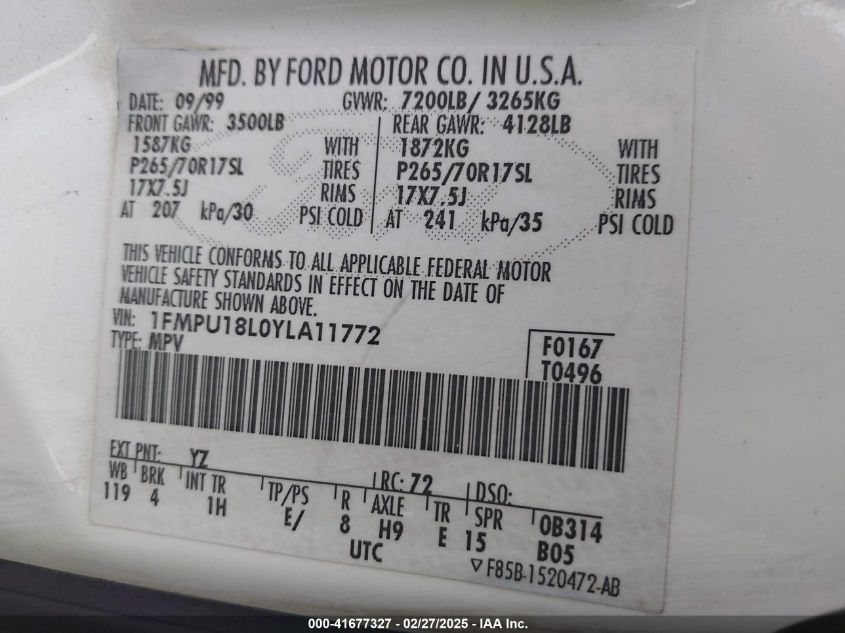 MFD. BY FORD MOTOR CO. IN U.S.A.
DATE: 09/99 GVWR: 7200LB/ 3265KG
FRONT GAWR: 3500LB REAR GAWR: 4128LB
1587KG WITH 1872KG WITH
P265/70R17SL TIRES P265/70R17SL TIRES
17X7.5J RIMS 17X7.5J RIMS
AT 207 kPa/30 PSI COLD AT 241 kPa/35 PSI COLD
THIS VEHICLE CONFORMS TO ALL APPLICABLE FEDERAL MOTOR
VEHICLE SAFETY STANDARDS IN EFFECT ON THE DATE OF
MANUFACTURE SHOWN ABOVE.
VIN: 1FMPU18L0YLA11772
TYPE: MPV
F0167
T0496
EXT PNT: YZ RC: 72 DSO:
WB BRK INT TR TP/PS R AXLE TR SPR 0B314
119 4 1H E/ 8 H9 E 15 B05
UTC
▽F85B-1520472-AB
000-41677327 / 02/27/2025 - IAA Inc.